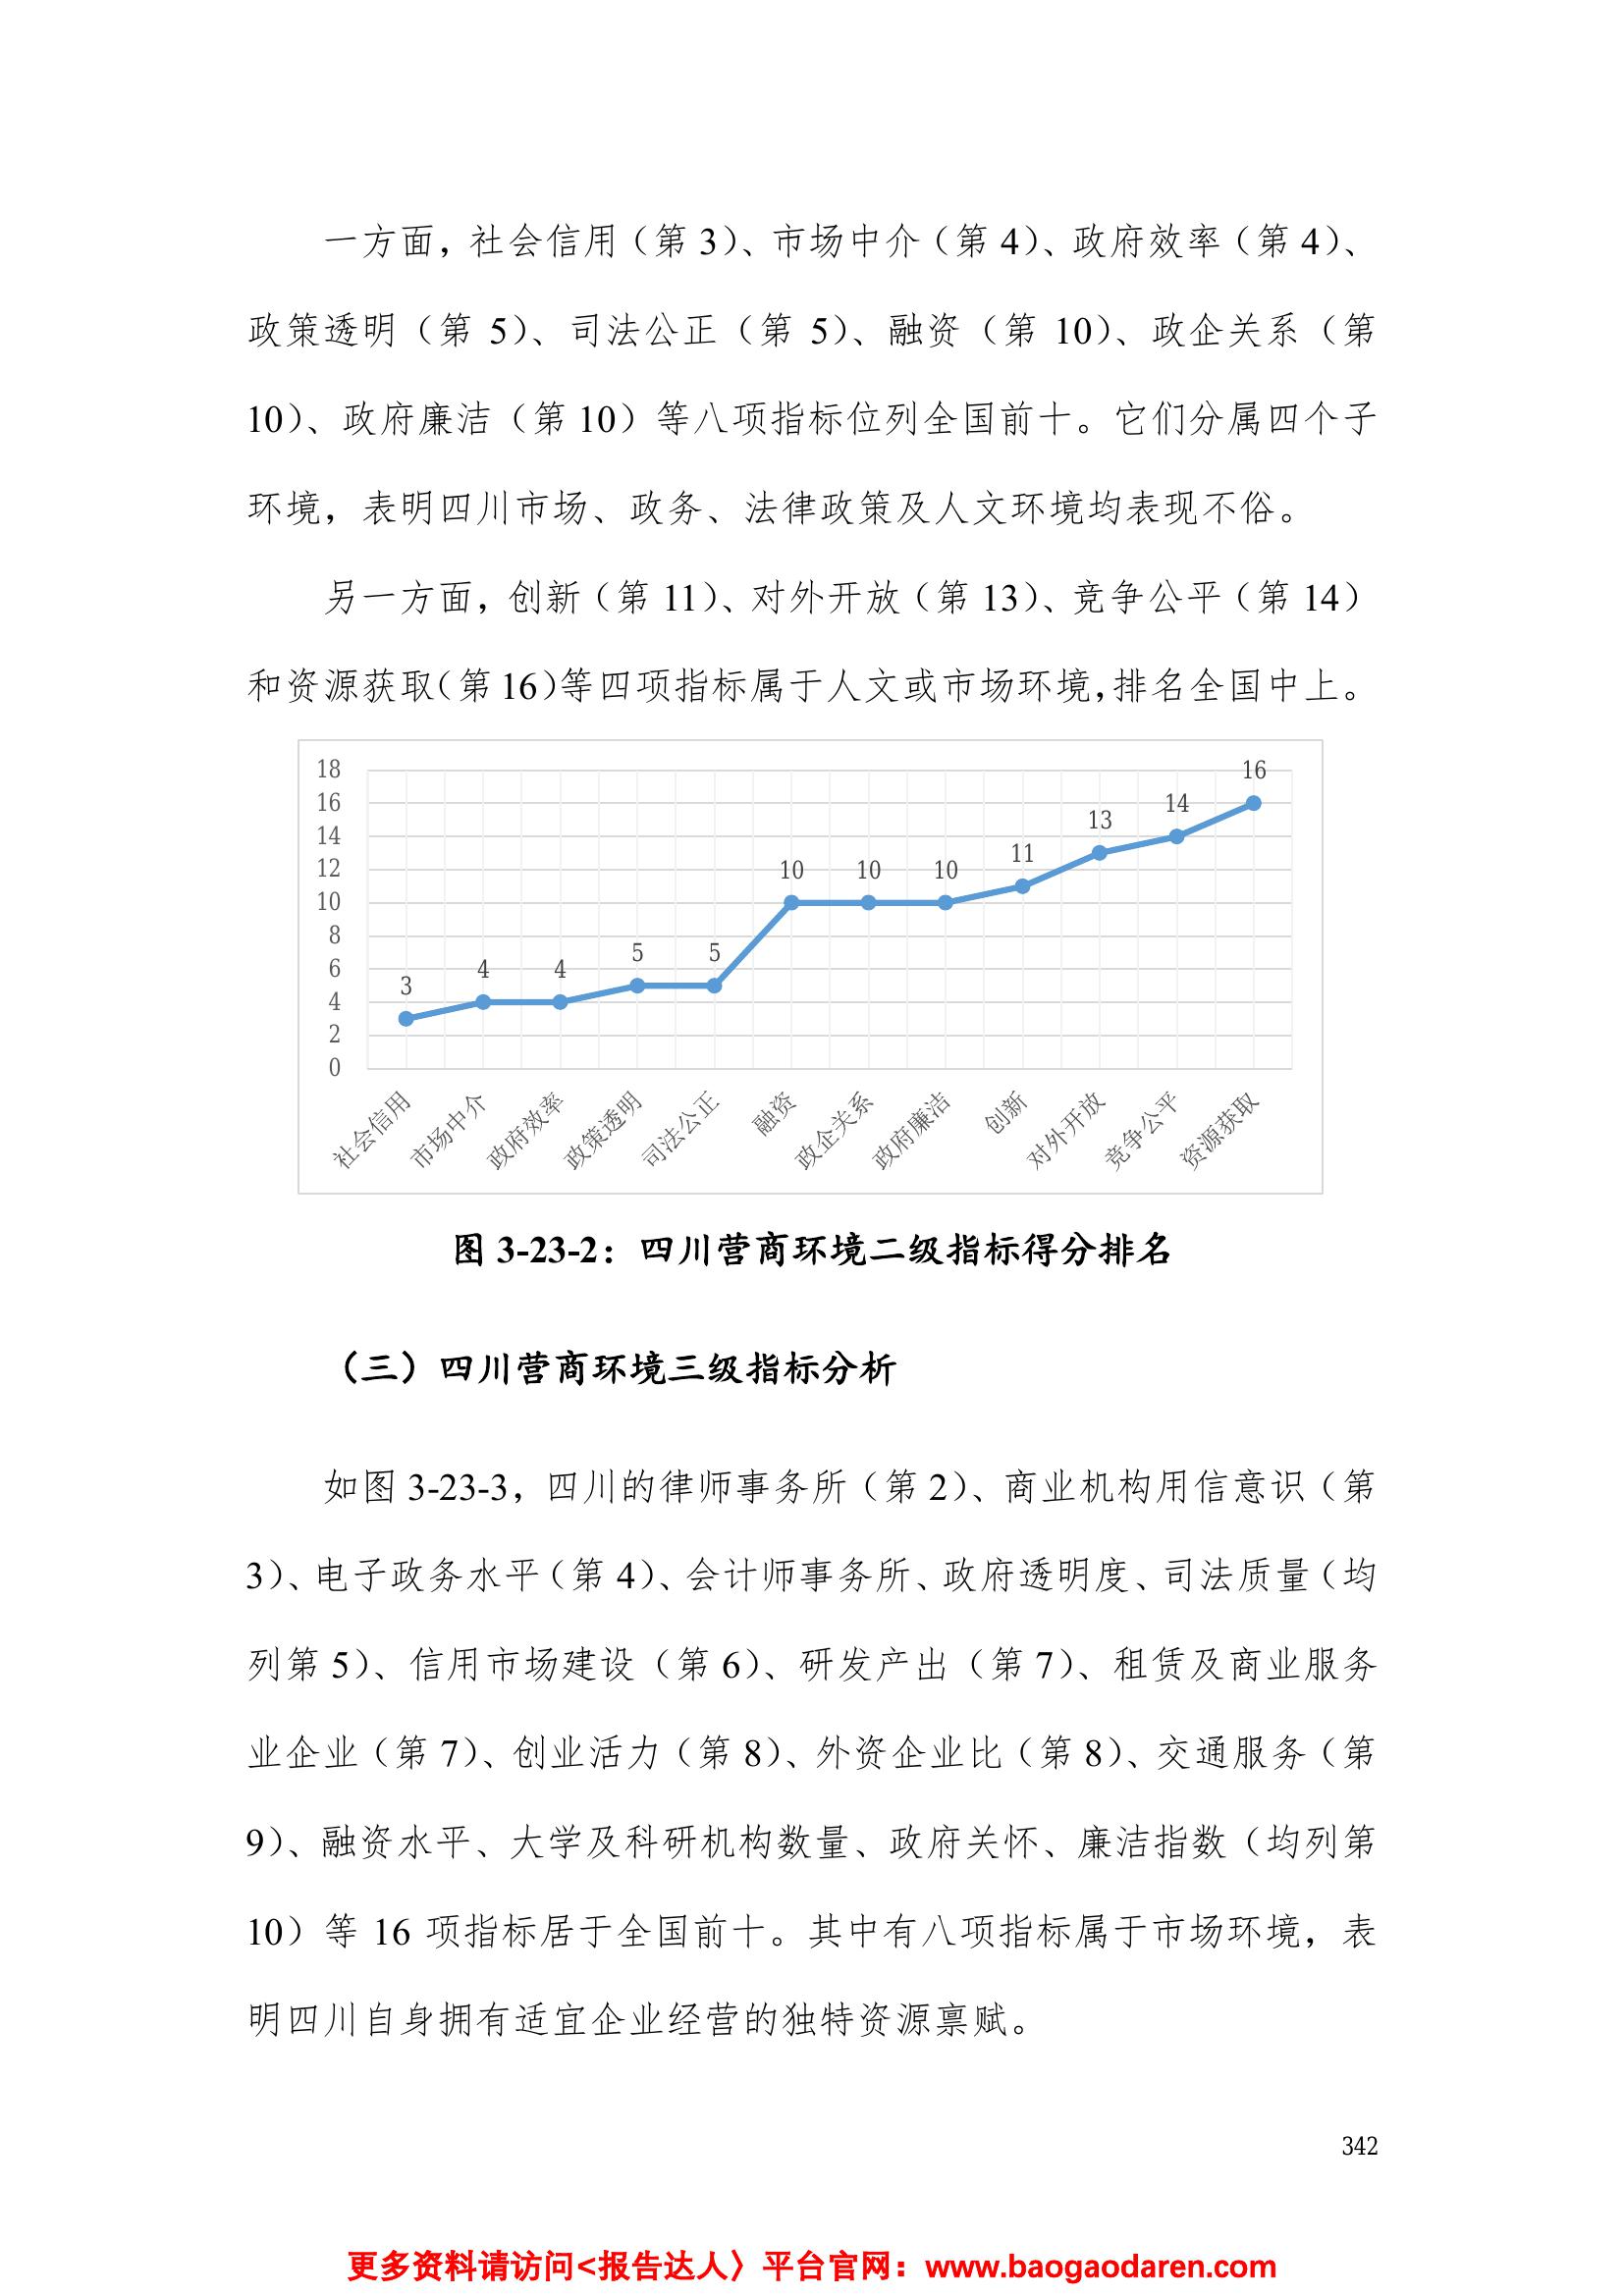 一方面，社会信用（第 3）、市场中介（第 4）、政府效率（第 4）、
政策透明（第 5）、司法公正（第 5）、融资（第 10）、政企关系（第
10）、政府廉洁（第 10）等八项指标位列全国前十。它们分属四个子
环境，表明四川市场、政务、法律政策及人文环境均表现不俗。
另一方面，创新（第 11）、对外开放（第 13）、竞争公平（第 14）
和资源获取（第 16）等四项指标属于人文或市场环境，排名全国中上。
18
16
14
12
10
8
6
4
2
0
3
4
4
5
5
10
10
10
11
13
14
16
社会信用
市场中介
政府效率
政策透明
司法公正
融资
政企关系
政府廉洁
创新
对外开放
竞争公平
资源获取
图 3-23-2：四川营商环境二级指标得分排名
（三）四川营商环境三级指标分析
如图 3-23-3，四川的律师事务所（第 2）、商业机构用信意识（第
3）、电子政务水平（第 4）、会计师事务所、政府透明度、司法质量（均
列第 5）、信用市场建设（第 6）、研发产出（第 7）、租赁及商业服务
业企业（第 7）、创业活力（第 8）、外资企业比（第 8）、交通服务（第
9）、融资水平、大学及科研机构数量、政府关怀、廉洁指数（均列第
10）等 16 项指标居于全国前十。其中有八项指标属于市场环境，表
明四川自身拥有适宜企业经营的独特资源禀赋。
342
更多资料请访问<报告达人〉平台官网：www.baogaodaren.com